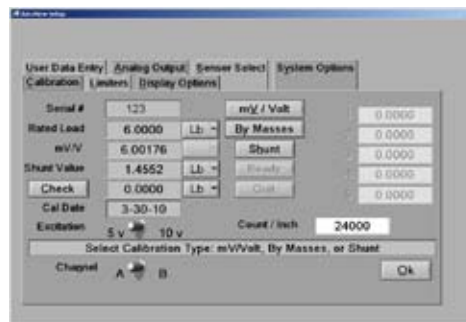 User Data Entry Analog Output Sensor Select System Options
Calibration Limiters Display Options
Serial # 123 mV / Volt 0.0000
Rated Load 6.0000 Lb By Masses 0.0000
mV/V 6.00176 Shunt 0.0000
Shunt Value 1.4552 Lb Ready 0.0000
Check 0.0000 Lb Quit 0.0000
Cal Date 3-30-10
Excitation 5 v 10 v Count / Inch 24000
Select Calibration Type: mV/Volt, By Masses, or Shunt
Channel A B Ok